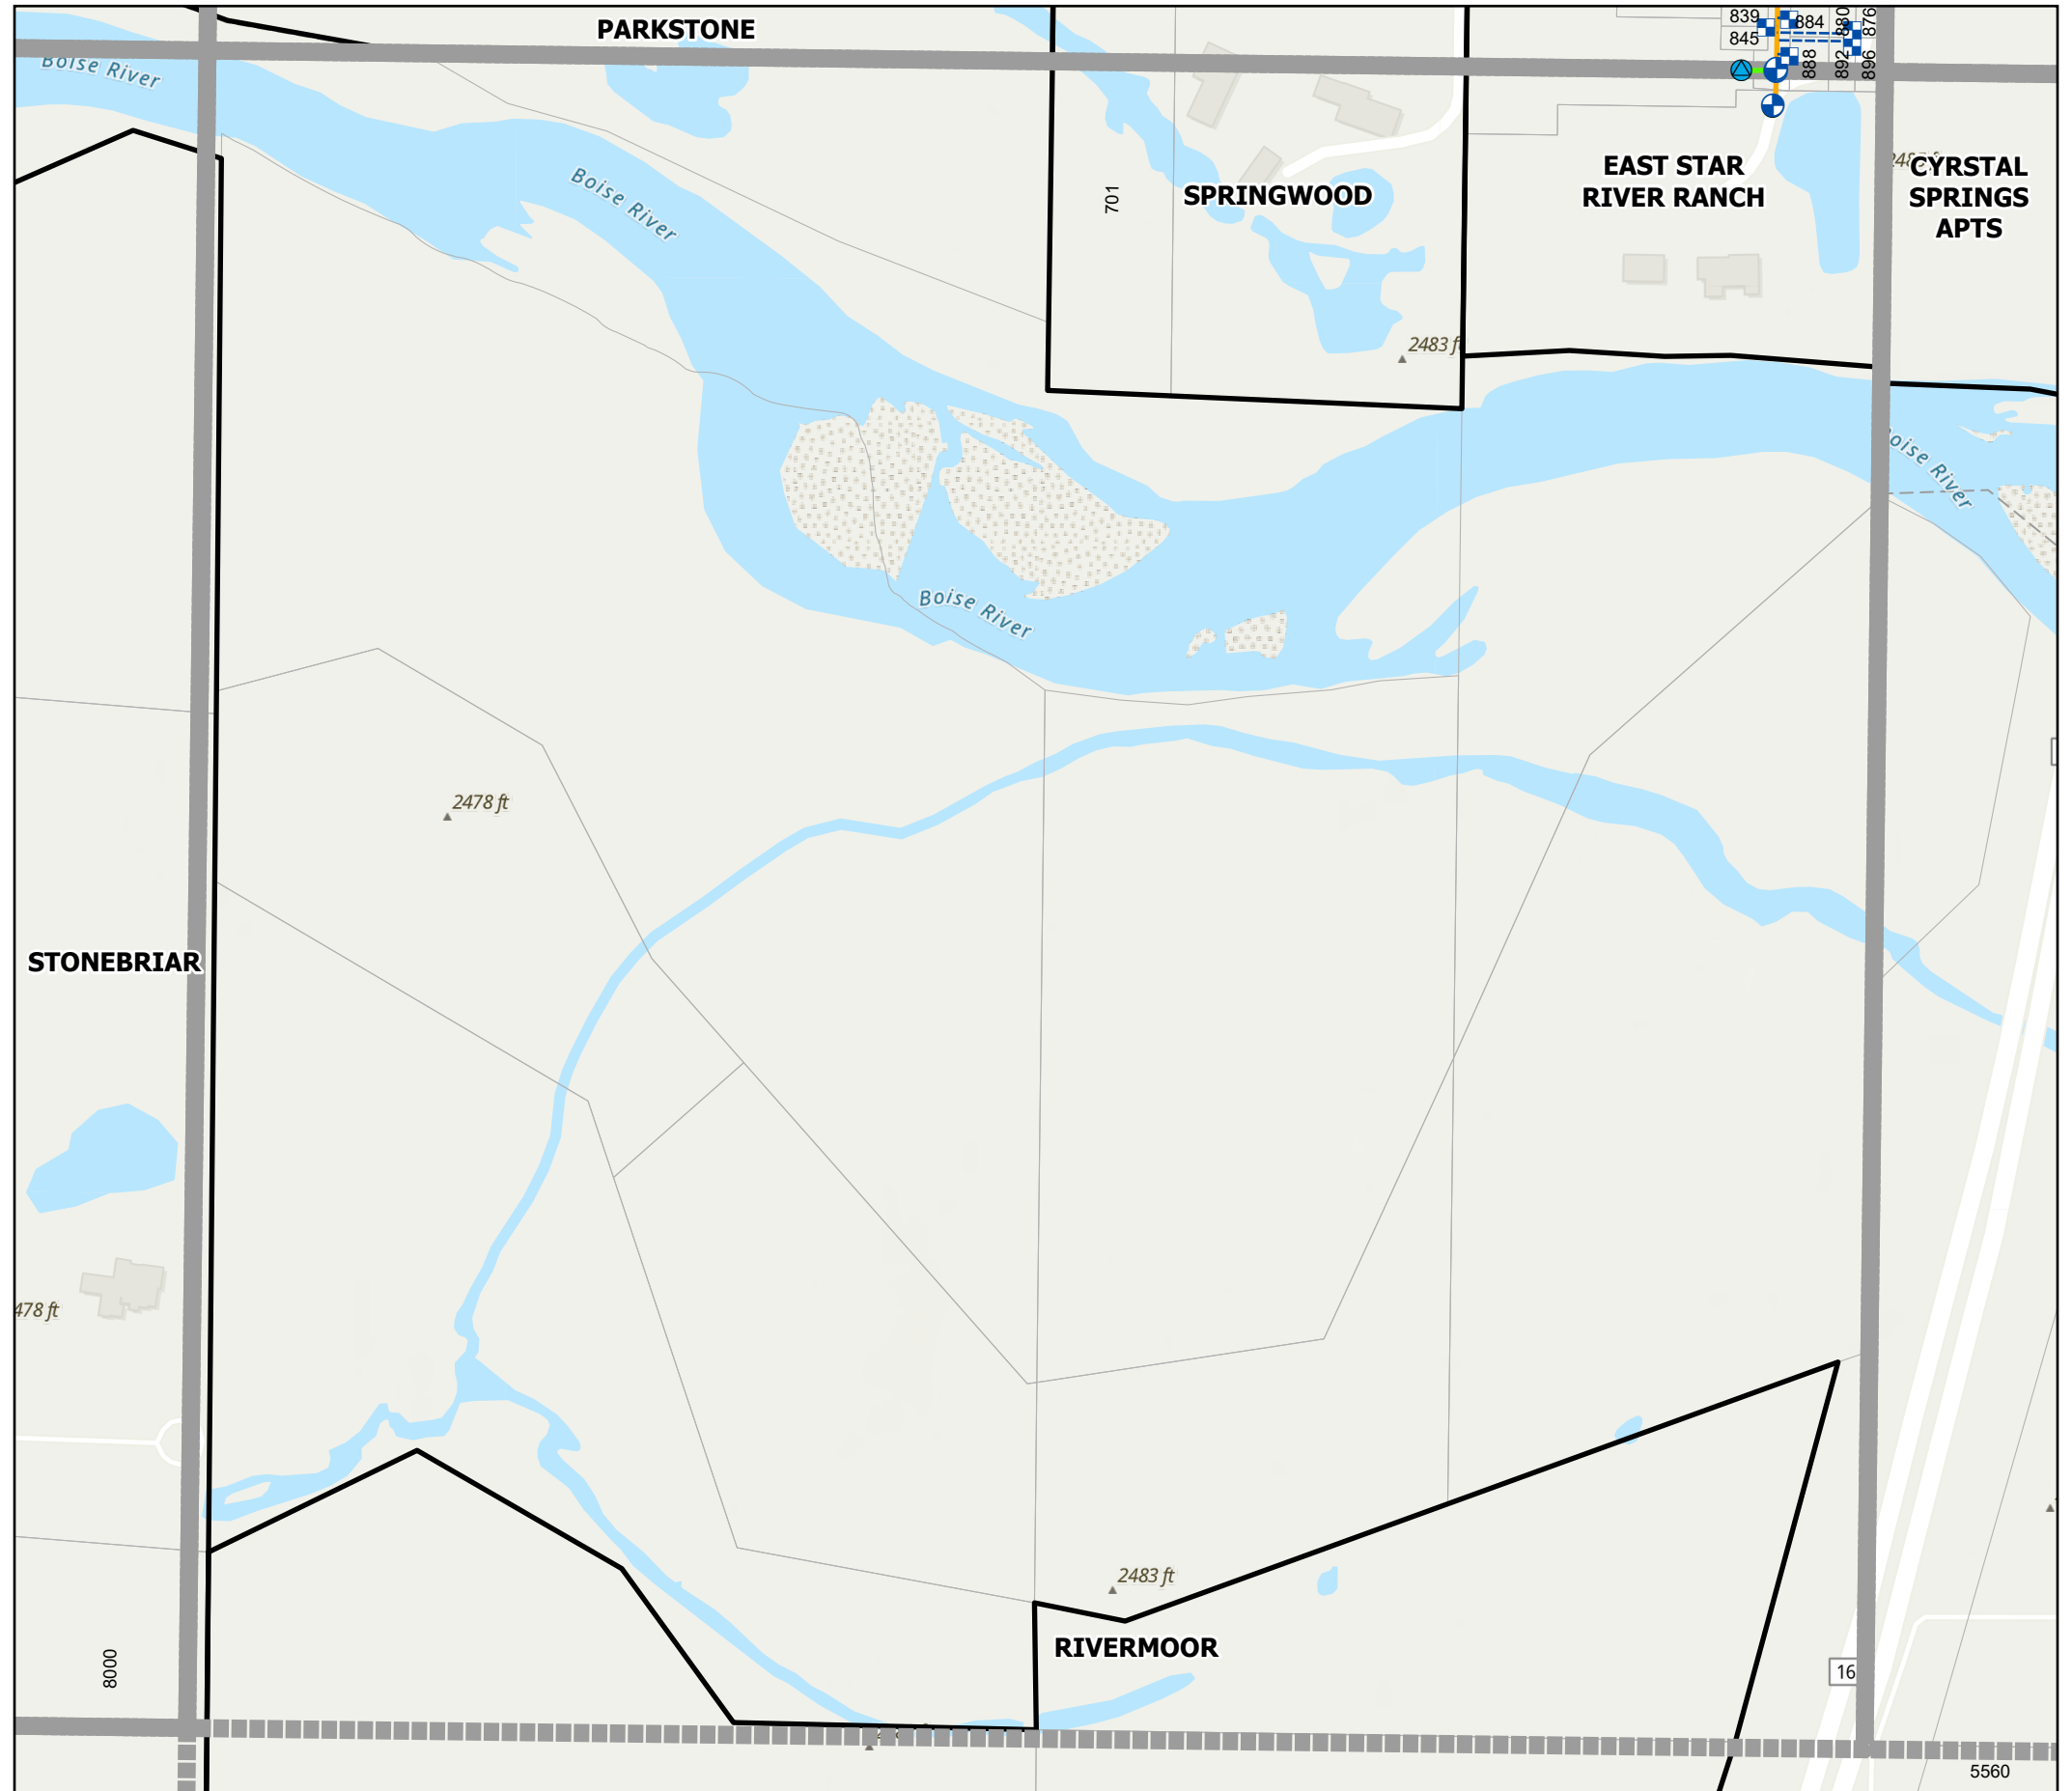 PARKSTONE
839
884
880
876
845
888
892
896
Boise River
Boise River
701
SPRINGWOOD
EAST STAR
RIVER RANCH
CYRSTAL
SPRINGS
APTS
2483 ft
Boise River
Boise River
2478 ft
STONEBRIAR
478 ft
2483 ft
RIVERMOOR
8000
16
5560